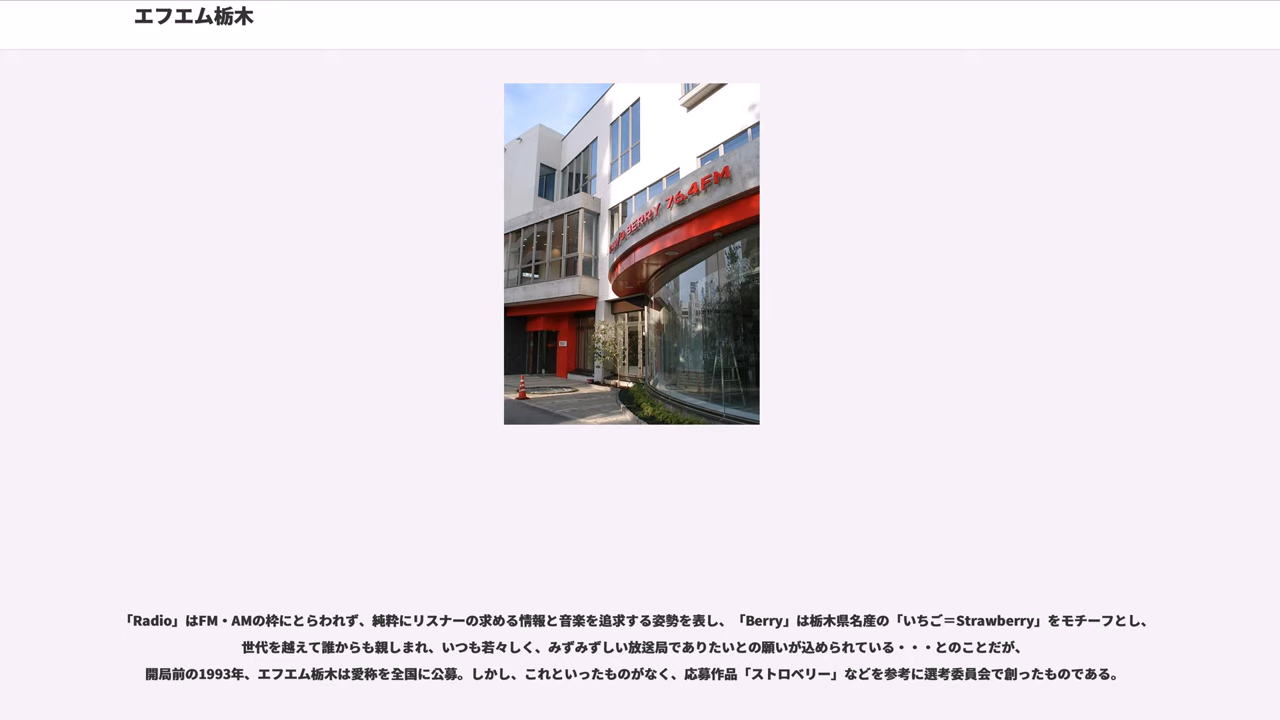 エフエム栃木
BERRY 76.4FM
「Radio」はFM・AMの枠にとらわれず、純粋にリスナーの求める情報と音楽を追求する姿勢を表し、「Berry」は栃木県名産の「いちご＝Strawberry」をモチーフとし、
世代を越えて誰からも親しまれ、いつも若々しく、みずみずしい放送局でありたいとの願いが込められている・・・とのことだが、
開局前の1993年、エフエム栃木は愛称を全国に公募。しかし、これといったものがなく、応募作品「ストロベリー」などを参考に選考委員会で創ったものである。